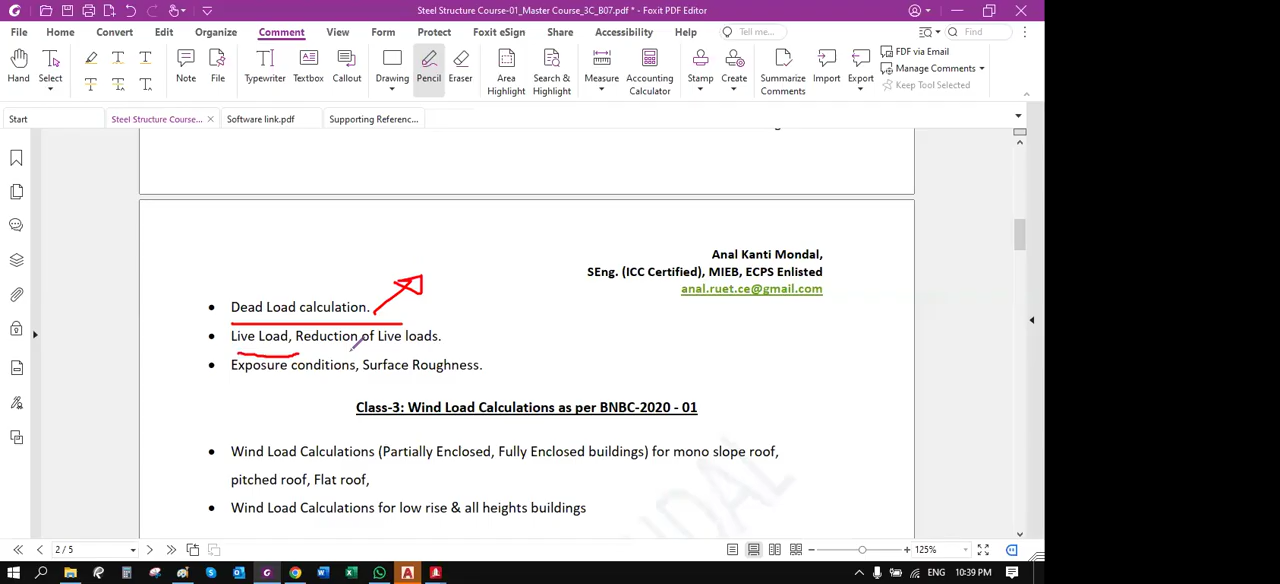 Steel Structure Course-01_Master Course_3C_B07.pdf * - Foxit PDF Editor
File Home Convert Edit Organize Comment View Form Protect Foxit eSign Share Accessibility Help Tell me... Find
Hand Select Note File Typewriter Textbox Callout Drawing Pencil Eraser Area Highlight Search & Highlight Measure Accounting Calculator Stamp Create Summarize Comments Import Export
FDF via Email
Manage Comments
Keep Tool Selected
Start Steel Structure Course... Software link.pdf Supporting Referenc...
Anal Kanti Mondal,
SEng. (ICC Certified), MIEB, ECPS Enlisted
anal.ruet.ce@gmail.com
• Dead Load calculation.
• Live Load, Reduction of Live loads.
• Exposure conditions, Surface Roughness.
Class-3: Wind Load Calculations as per BNBC-2020 - 01
• Wind Load Calculations (Partially Enclosed, Fully Enclosed buildings) for mono slope roof,
pitched roof, Flat roof,
• Wind Load Calculations for low rise & all heights buildings
2 / 5 125%
ENG 10:39 PM